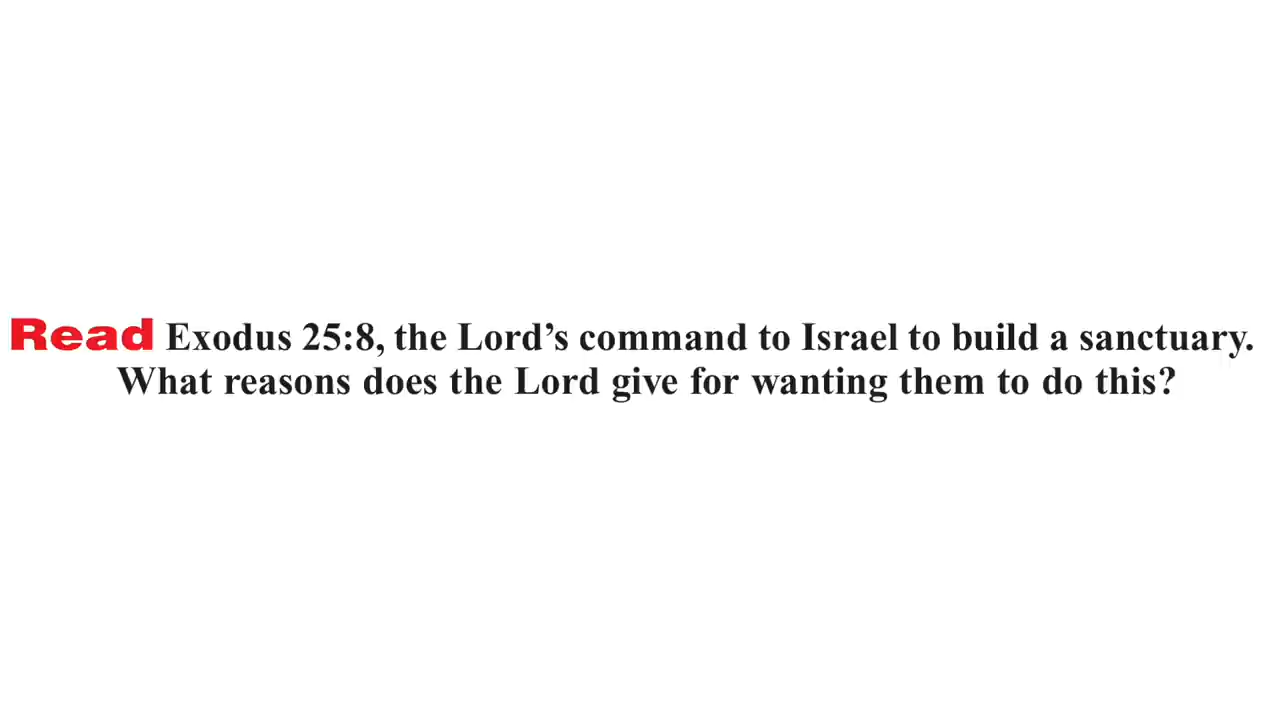 Read Exodus 25:8, the Lord’s command to Israel to build a sanctuary.
What reasons does the Lord give for wanting them to do this?